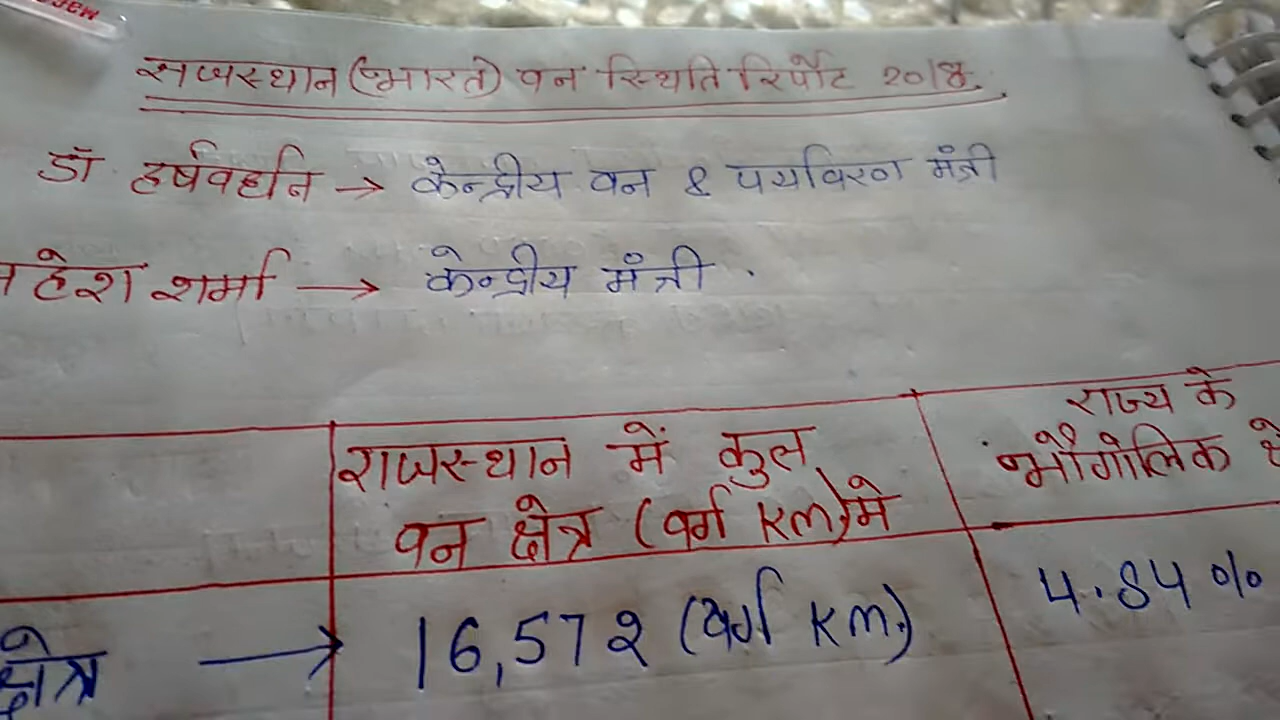 राजस्थान (भारत) वन स्थिति रिर्पोट
डॉ हर्षवर्धन → केन्द्रीय वन & पर्यावरण मंत्री
महेश शर्मा → केन्द्रीय मंत्री
राजस्थान में कुल
वन क्षेत्र (वर्ग Km) मे
राज्य के
भौगोलिक
क्षेत्र → 16,572 (वर्ग Km.)
4.84 %